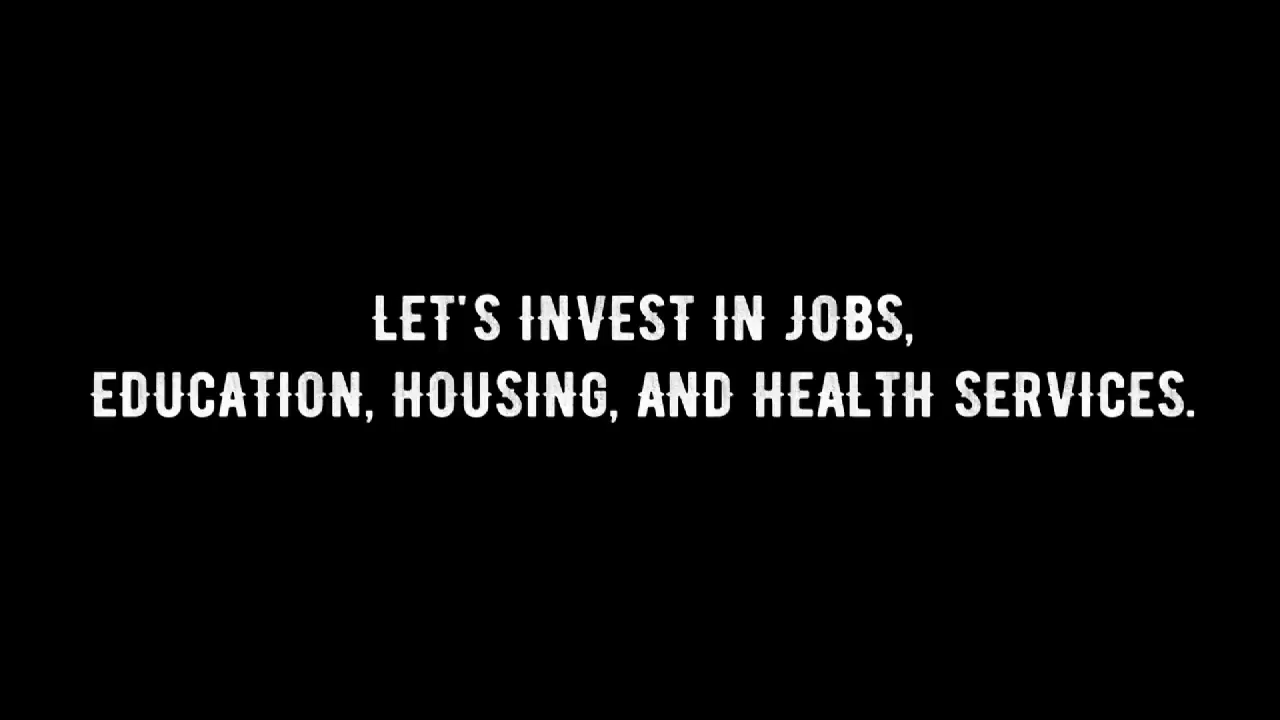 LET'S INVEST IN JOBS,
EDUCATION, HOUSING, AND HEALTH SERVICES.